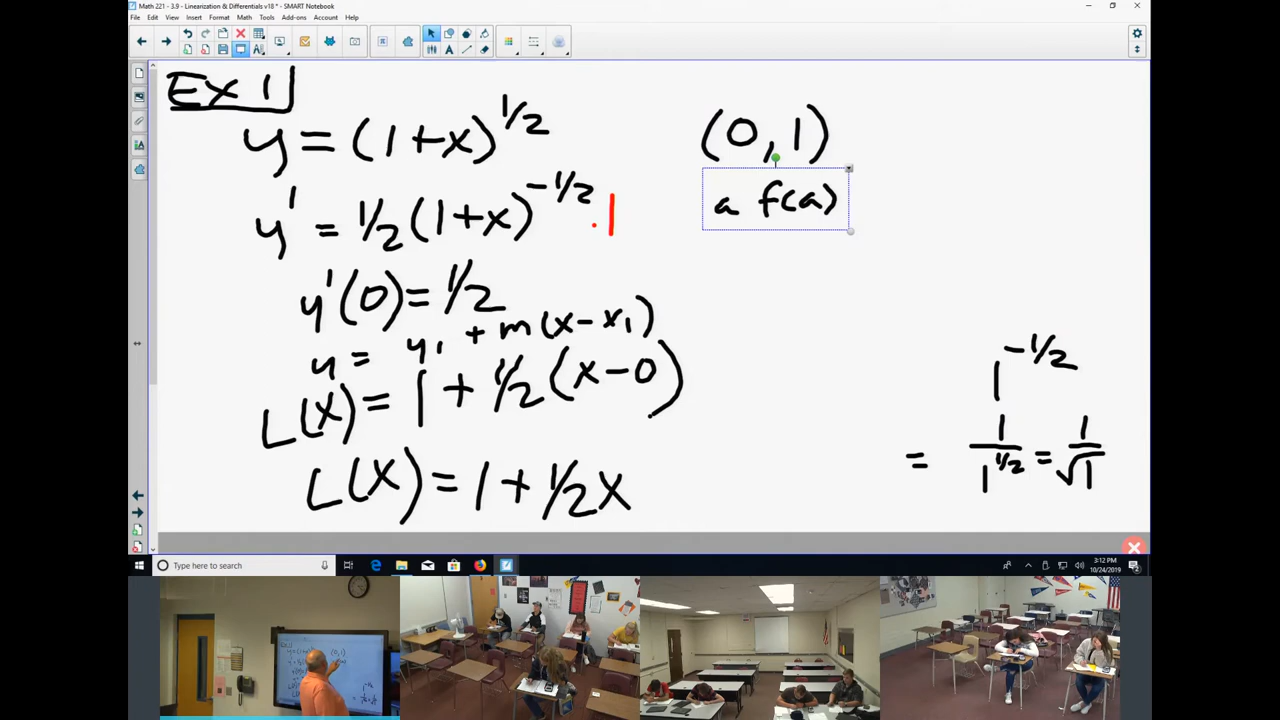 Math 221 - 3.9 - Linearization & Differentials v18 * - SMART Notebook
File Edit View Insert Format Math Tools Add-ons Account Help
Ex 1
y = (1+x)^1/2
(0,1)
a f(a)
y' = 1/2(1+x)^-1/2 .1
y'(0) = 1/2
y = y1 + m(x-x1)
L(X) = 1 + 1/2(x-0)
L(X) = 1 + 1/2x
1^-1/2
= 1/1^1/2 = 1/√1
Type here to search
3:12 PM
10/24/2019